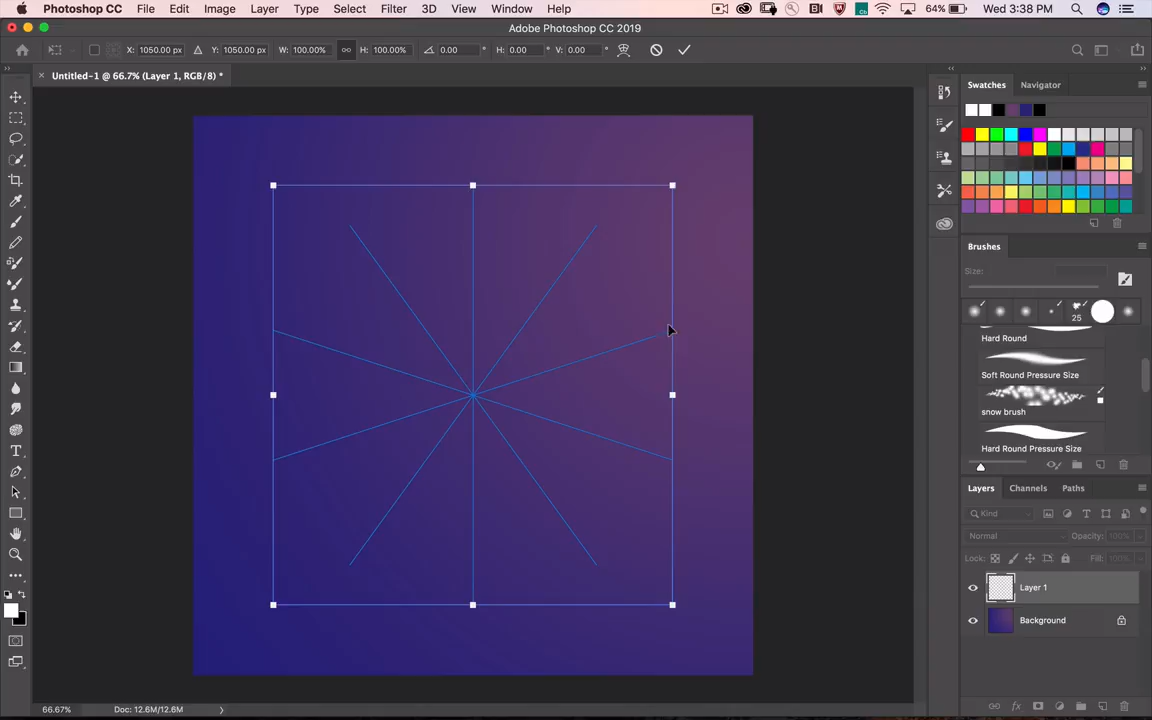 Photoshop CC File Edit Image Layer Type Select Filter 3D View Window Help 64% Wed 3:38 PM
Adobe Photoshop CC 2019
X: 1050.00 px Y: 1050.00 px W: 100.00% H: 100.00% 0.00 ° H: 0.00 ° V: 0.00 °
Untitled-1 @ 66.7% (Layer 1, RGB/8) *
Swatches Navigator
Brushes
Size:
25
Hard Round
Soft Round Pressure Size
snow brush
Hard Round Pressure Size
Layers Channels Paths
Kind
Normal Opacity: 100%
Lock: Fill: 100%
Layer 1
Background
66.67% Doc: 12.6M/12.6M